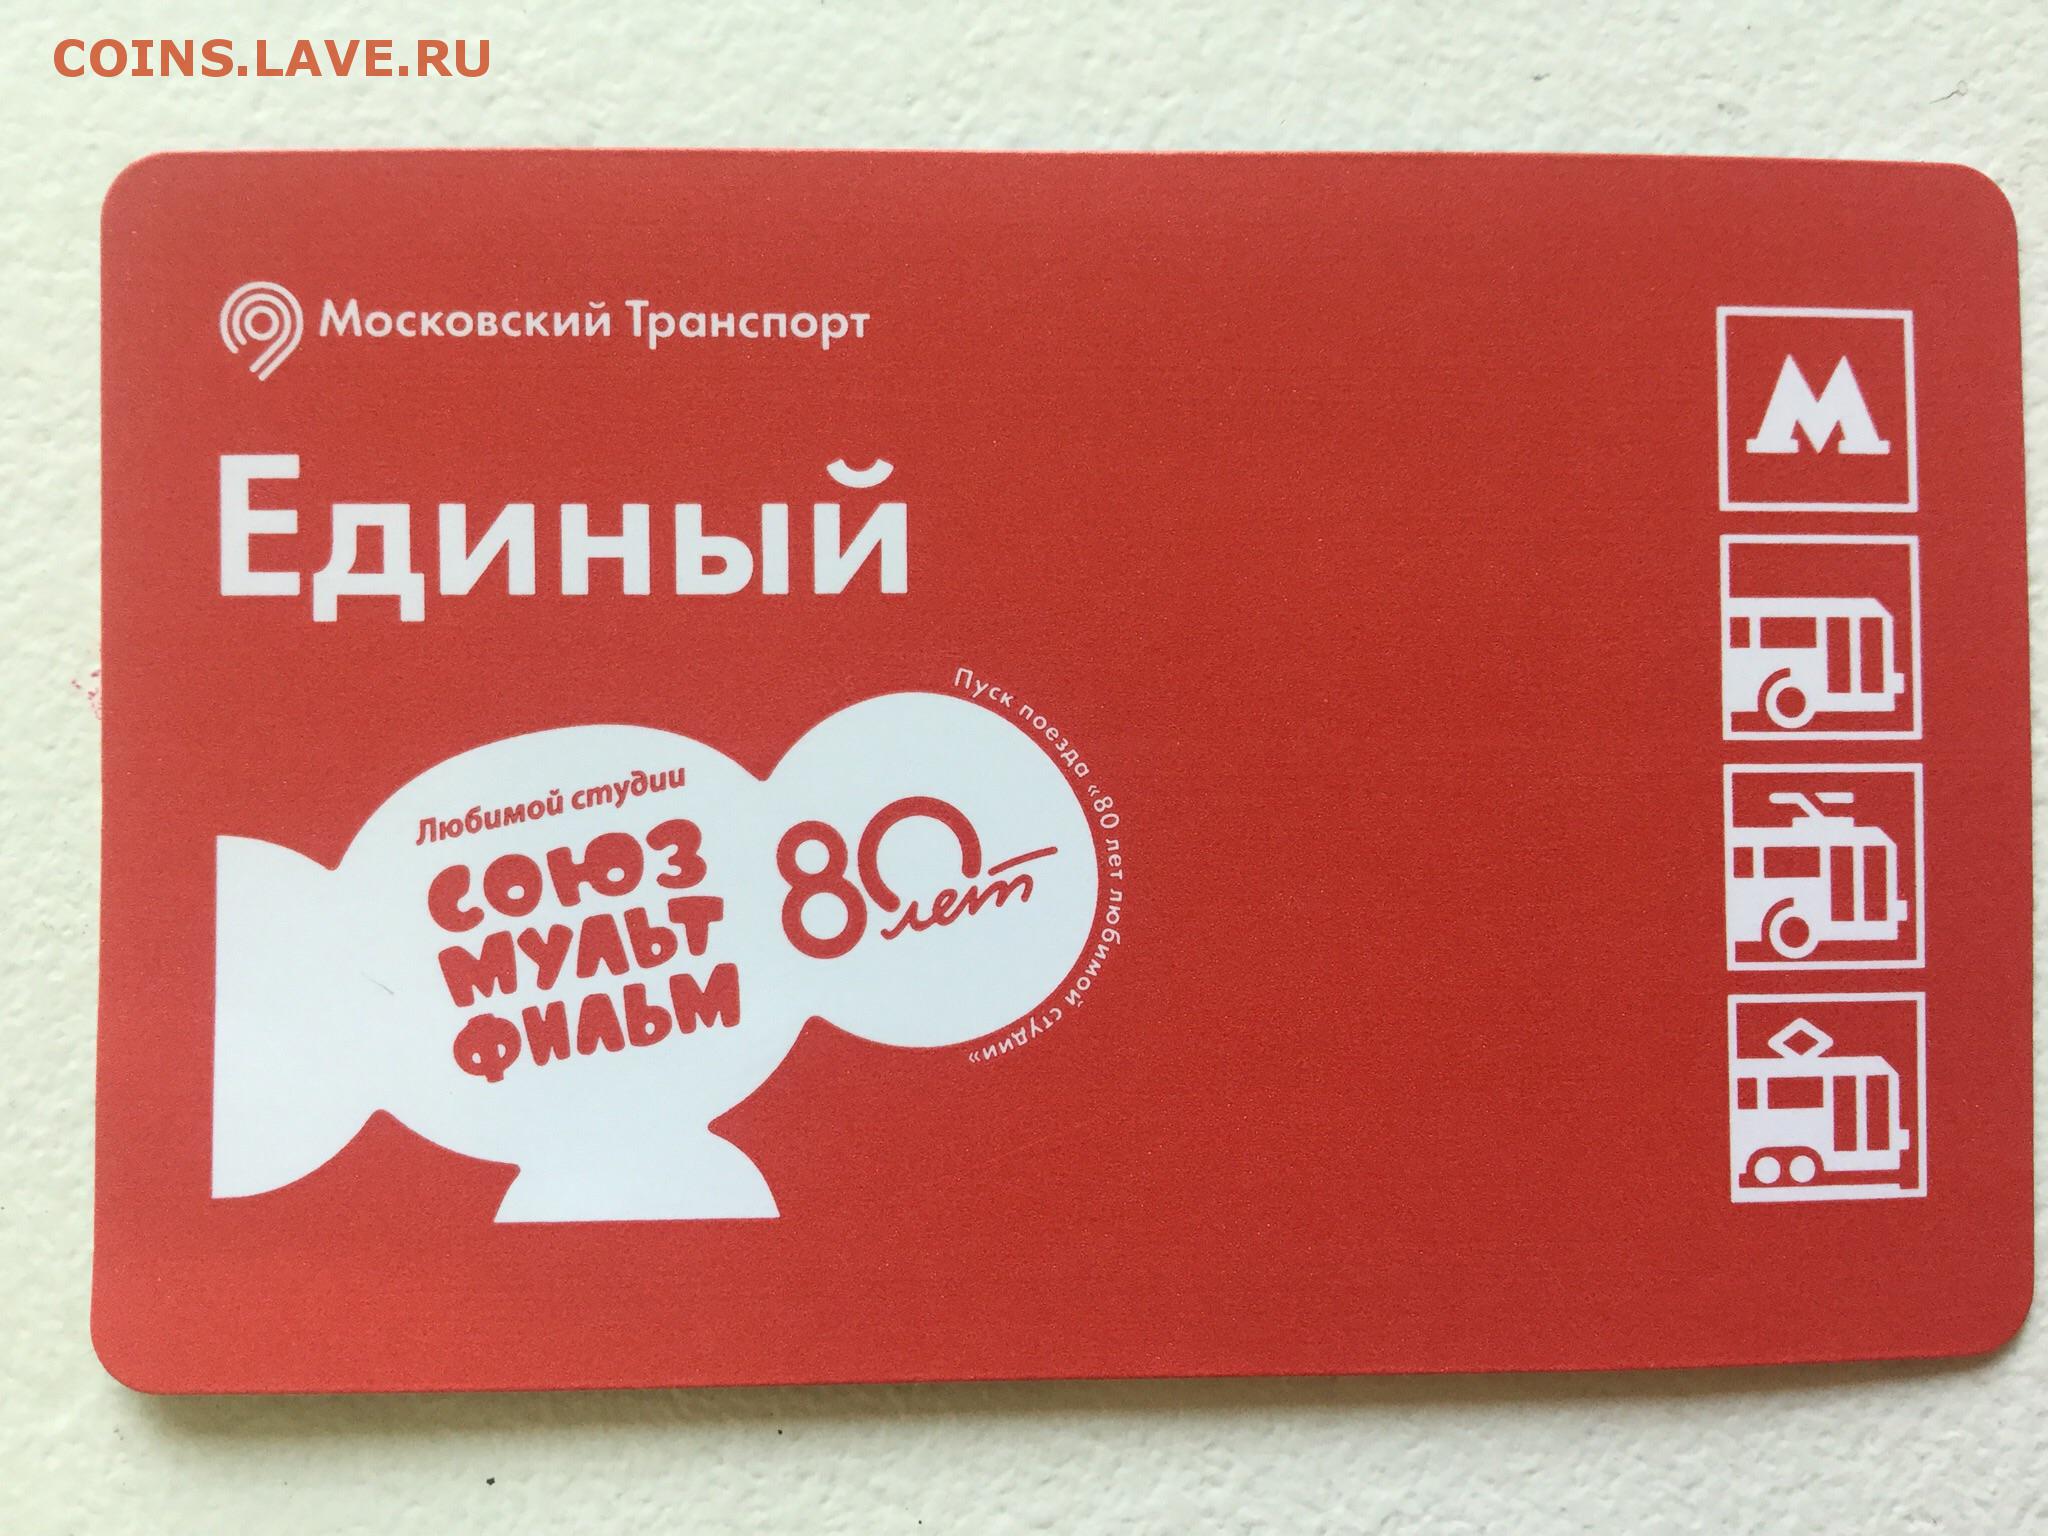 COINS.LAVE.RU
Московский Транспорт
Единый
М
Пуск поезда «80 лет любимой студии»
Любимой студии
СОЮЗ
МУЛЬТ
ФИЛЬМ
80 лет